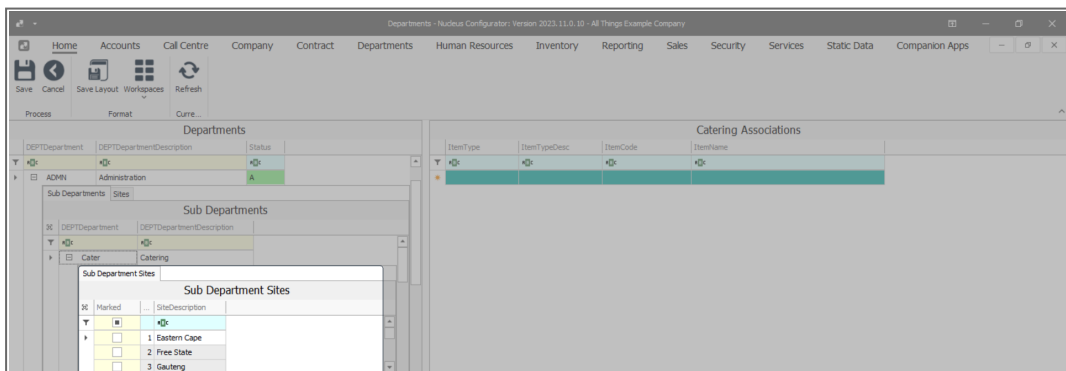 Departments - Nucleus Configurator: Version 2023.11.0.10 - All Things Example Company
Home Accounts Call Centre Company Contract Departments Human Resources Inventory Reporting Sales Security Services Static Data Companion Apps
Save Cancel Save Layout Workspaces Refresh
Process Format Curre...
Departments
DEPTDepartment DEPTDepartmentDescription Status
ADMN Administration A
Sub Departments Sites
Sub Departments
DEPTDepartment DEPTDepartmentDescription
Cater Catering
Sub Department Sites
Sub Department Sites
Marked ... SiteDescription
1 Eastern Cape
2 Free State
3 Gauteng
Catering Associations
ItemType ItemTypeDesc ItemCode ItemName